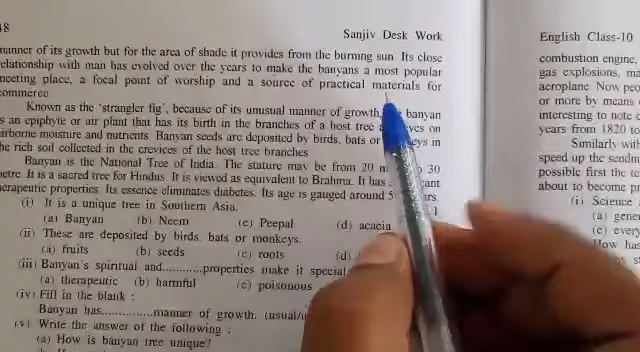 48
Sanjiv Desk Work
manner of its growth but for the area of shade it provides from the burning sun. Its close
relationship with man has evolved over the years to make the banyans a most popular
meeting place, a focal point of worship and a source of practical materials for
commerce
Known as the 'strangler fig', because of its unusual manner of growth, banyan
is an epiphyte or air plant that has its birth in the branches of a host tree on
airborne moisture and nutrients. Banyan seeds are deposited by birds, bats or in
the rich soil collected in the crevices of the host tree branches
Banyan is the National Tree of India. The stature may be from 20 30
metre. It is a sacred tree for Hindus. It is viewed as equivalent to Brahma. It has
therapeutic properties. Its essence eliminates diabetes. Its age is gauged around
(i) It is a unique tree in Southern Asia.
(a) Banyan (b) Neem (c) Peepal (d) acacia
(ii) These are deposited by birds, bats or monkeys.
(a) fruits (b) seeds (c) roots (d)
(iii) Banyan's spiritual and............properties make it special
(a) therapeutic (b) harmful (c) poisonous
(iv) Fill in the blank :
Banyan has..............manner of growth. (usual/
(v) Write the answer of the following :
(a) How is banyan tree unique?
English Class-10
combustion engine,
gas explosions,
aeroplane. Now
or more by means
interesting to note
years from 1820 to
Similarly with
speed up the
possible first the
about to become
(i) Science
(a)
(c) every
How has